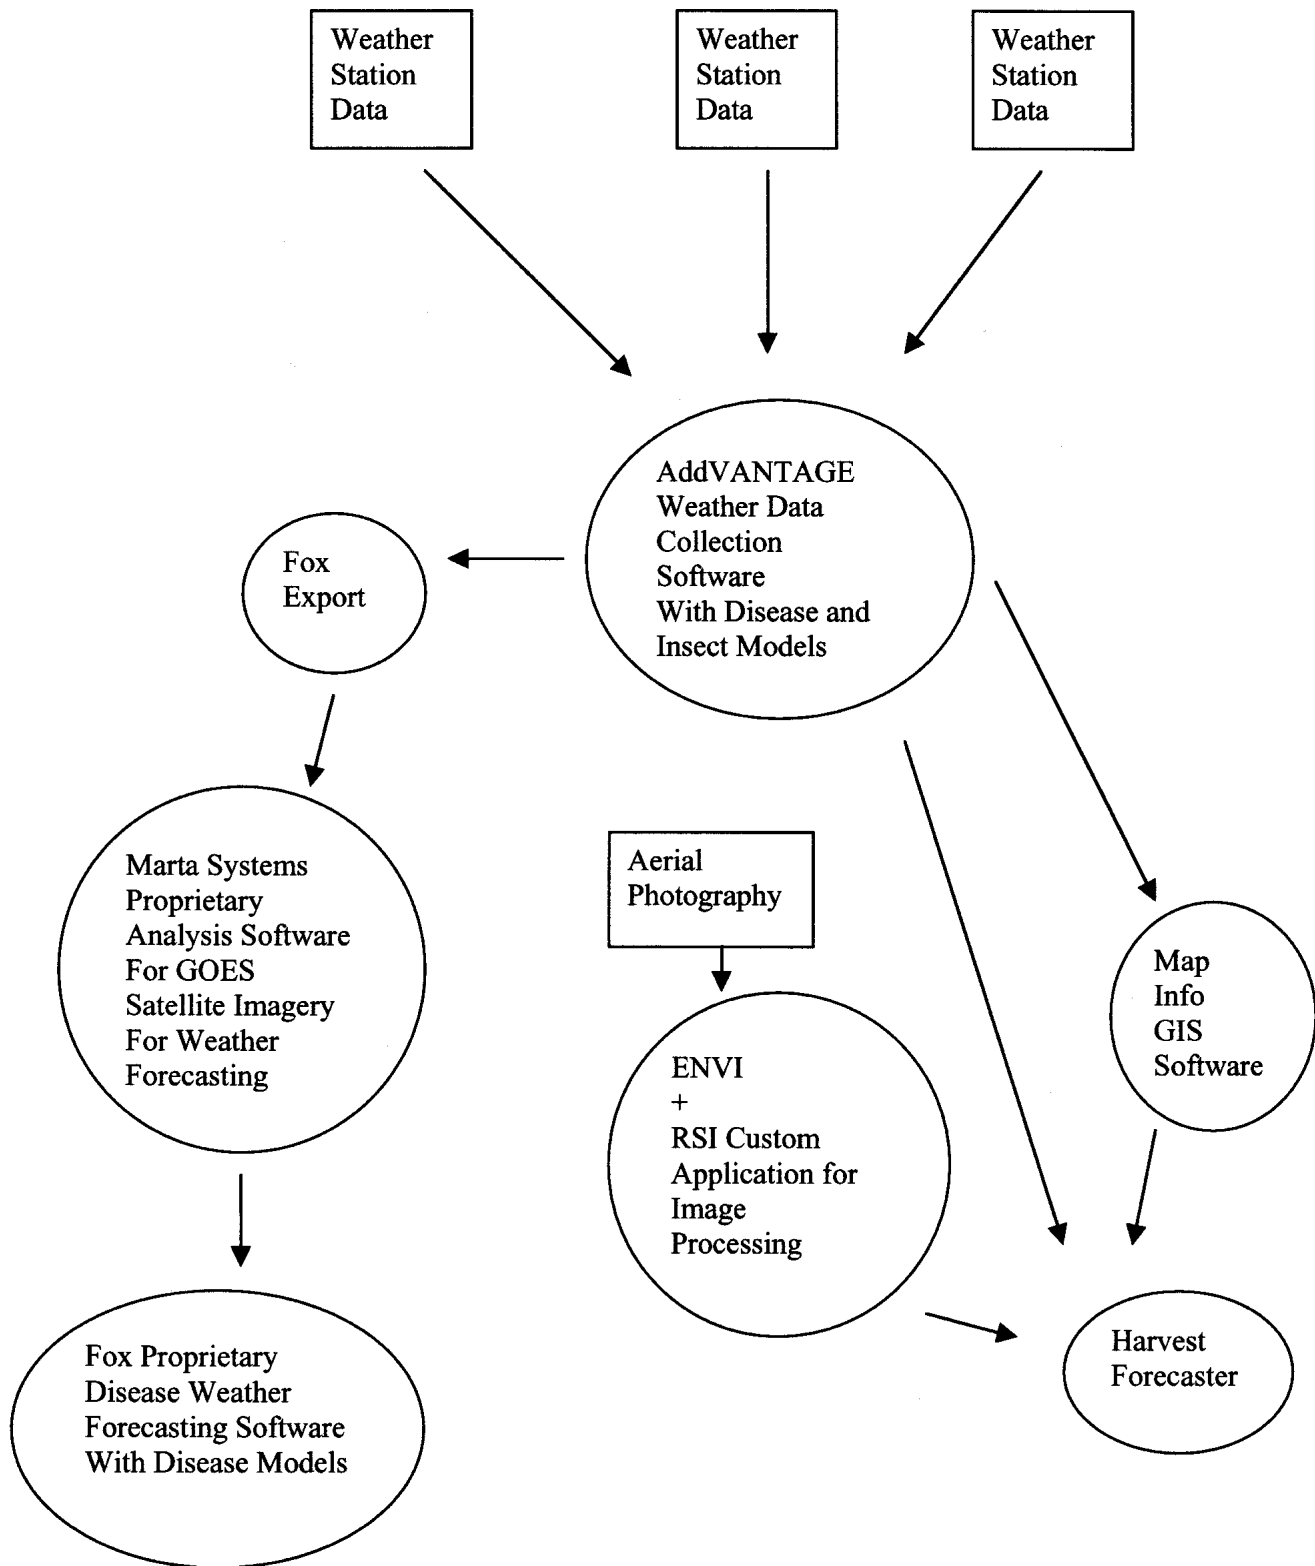 Weather
Station
Data
Weather
Station
Data
Weather
Station
Data
AddVANTAGE
Weather Data
Collection
Software
With Disease and
Insect Models
Fox
Export
Marta Systems
Proprietary
Analysis Software
For GOES
Satellite Imagery
For Weather
Forecasting
Aerial
Photography
Map
Info
GIS
Software
ENVI
+
RSI Custom
Application for
Image
Processing
Fox Proprietary
Disease Weather
Forecasting Software
With Disease Models
Harvest
Forecaster